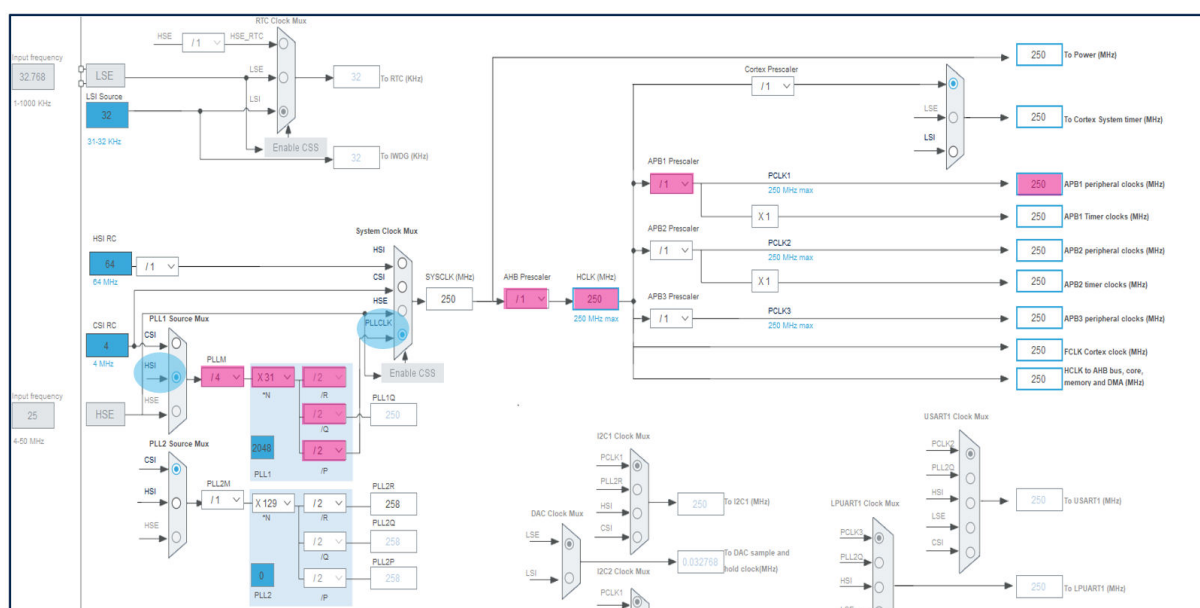 RTC Clock Mux
HSE
/ 1
HSE_RTC
Input frequency
32.768
1-1000 KHz
LSE
LSE
32
To RTC (KHz)
LSI Source
32
31-32 KHz
LSI
Enable CSS
32
To IWDG (KHz)
250
To Power (MHz)
Cortex Prescaler
/ 1
LSE
LSI
250
To Cortex System timer (MHz)
APB1 Prescaler
/ 1
PCLK1
250 MHz max
250
APB1 peripheral clocks (MHz)
X 1
250
APB1 Timer clocks (MHz)
APB2 Prescaler
/ 1
PCLK2
250 MHz max
250
APB2 peripheral clocks (MHz)
X 1
250
APB2 timer clocks (MHz)
APB3 Prescaler
/ 1
PCLK3
250 MHz max
250
APB3 peripheral clocks (MHz)
250
FCLK Cortex clock (MHz)
250
HCLK to AHB bus, core,
memory and DMA (MHz)
System Clock Mux
HSI RC
64
64 MHz
/ 1
HSI
CSI
HSE
PLLCLK
Enable CSS
SYSCLK (MHz)
250
AHB Prescaler
/ 1
HCLK (MHz)
250
250 MHz max
CSI RC
4
4 MHz
PLL1 Source Mux
CSI
HSI
HSE
PLLM
/ 4
X 31
*N
2048
PLL1
/ 2
/R
/ 2
/Q
/ 2
/P
PLL1Q
250
Input frequency
25
4-50 MHz
HSE
PLL2 Source Mux
CSI
HSI
HSE
PLL2M
/ 1
X 129
*N
0
PLL2
/ 2
/R
/ 2
/Q
/ 2
/P
PLL2R
258
PLL2Q
258
PLL2P
258
I2C1 Clock Mux
PCLK1
PLL2R
HSI
CSI
250
To I2C1 (MHz)
DAC Clock Mux
LSE
LSI
0.032768
To DAC sample and
hold clock(MHz)
I2C2 Clock Mux
PCLK1
USART1 Clock Mux
PCLK2
PLL2Q
HSI
LSE
CSI
250
To USART1 (MHz)
LPUART1 Clock Mux
PCLK3
PLL2Q
HSI
250
To LPUART1 (MHz)